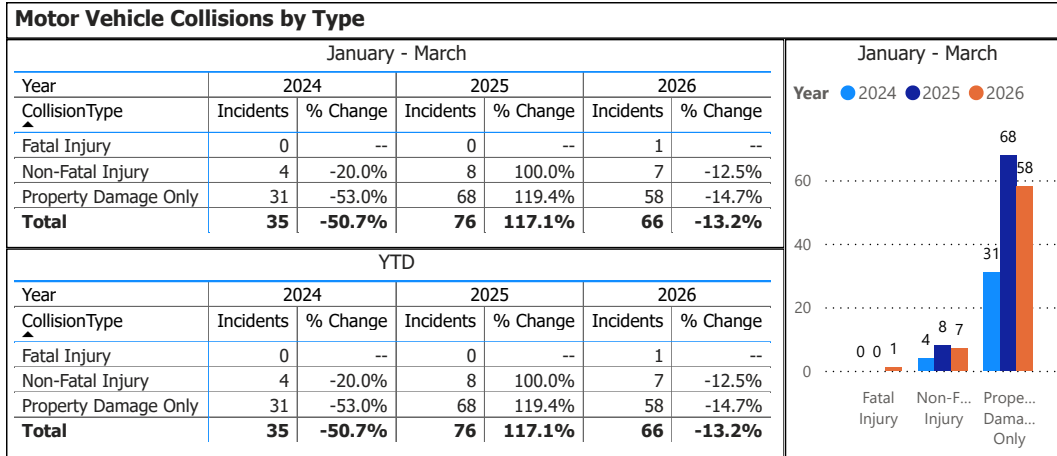 Motor Vehicle Collisions by Type
January - March
Year 2024 2025 2026
CollisionType Incidents % Change Incidents % Change Incidents % Change
Fatal Injury 0 -- 0 -- 1 --
Non-Fatal Injury 4 -20.0% 8 100.0% 7 -12.5%
Property Damage Only 31 -53.0% 68 119.4% 58 -14.7%
Total 35 -50.7% 76 117.1% 66 -13.2%
YTD
Year 2024 2025 2026
CollisionType Incidents % Change Incidents % Change Incidents % Change
Fatal Injury 0 -- 0 -- 1 --
Non-Fatal Injury 4 -20.0% 8 100.0% 7 -12.5%
Property Damage Only 31 -53.0% 68 119.4% 58 -14.7%
Total 35 -50.7% 76 117.1% 66 -13.2%
January - March
Year 2024 2025 2026
68
60 58
40
31
20
4 8 7
0 0 1
0
Fatal Non-F... Prope...
Injury Injury Dama...
Only